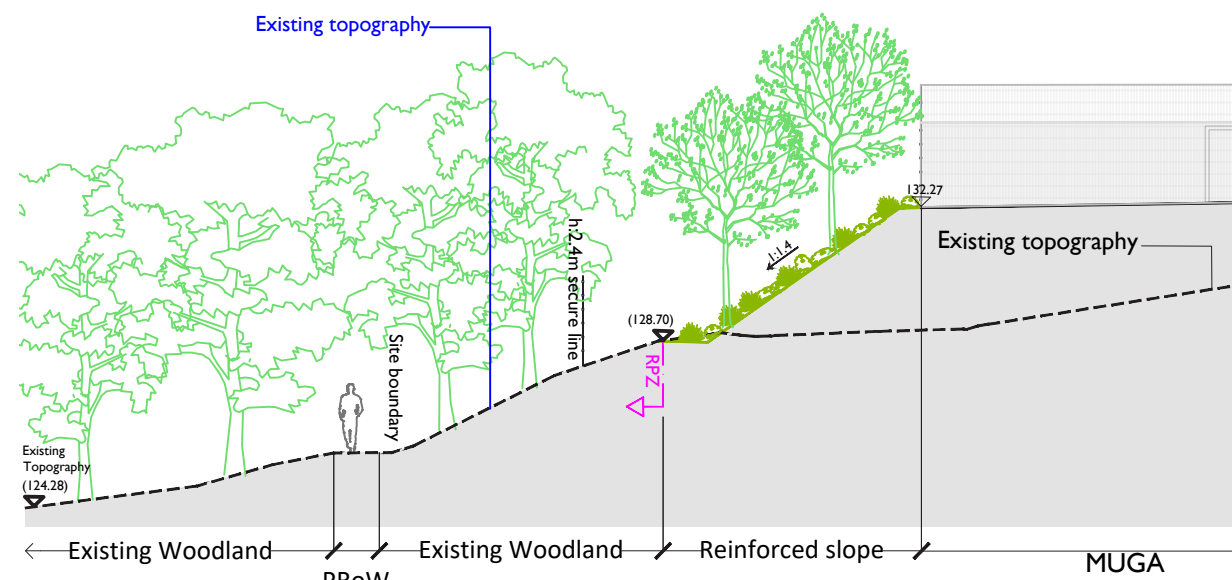 Existing topography
132.27
1:1.4
h:2.4m secure line
Existing topography
(128.70)
RPZ
Site boundary
Existing
Topography
(124.28)
Existing Woodland
PRoW
Existing Woodland
Reinforced slope
MUGA